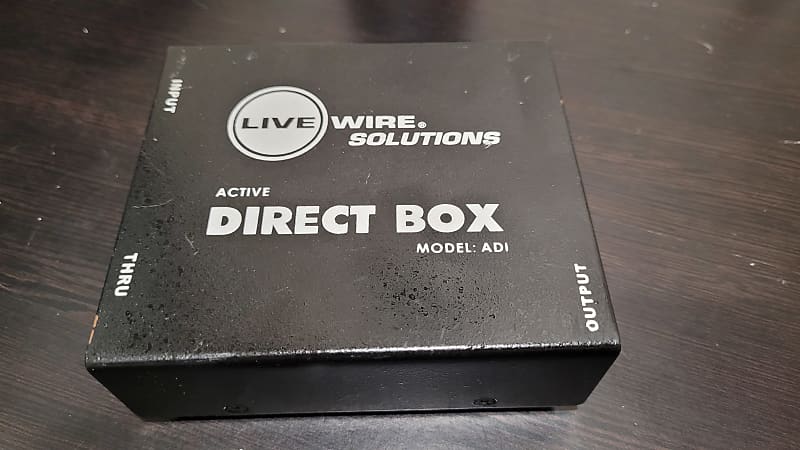 INPUT
LIVE WIRE®
SOLUTIONS
ACTIVE
DIRECT BOX
MODEL: ADI
THRU
OUTPUT